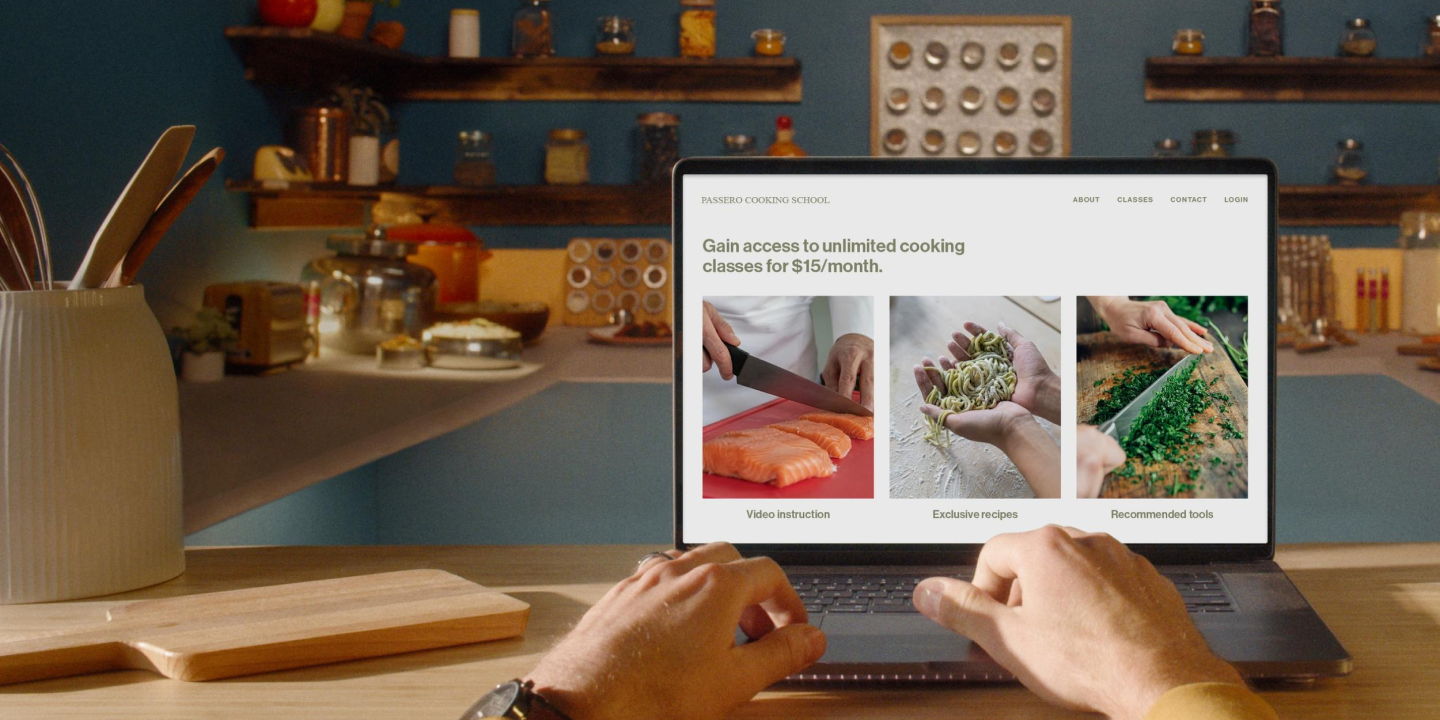 PASSERO COOKING SCHOOL
ABOUT CLASSES CONTACT LOGIN
Gain access to unlimited cooking
classes for $15/month.
Video instruction
Exclusive recipes
Recommended tools